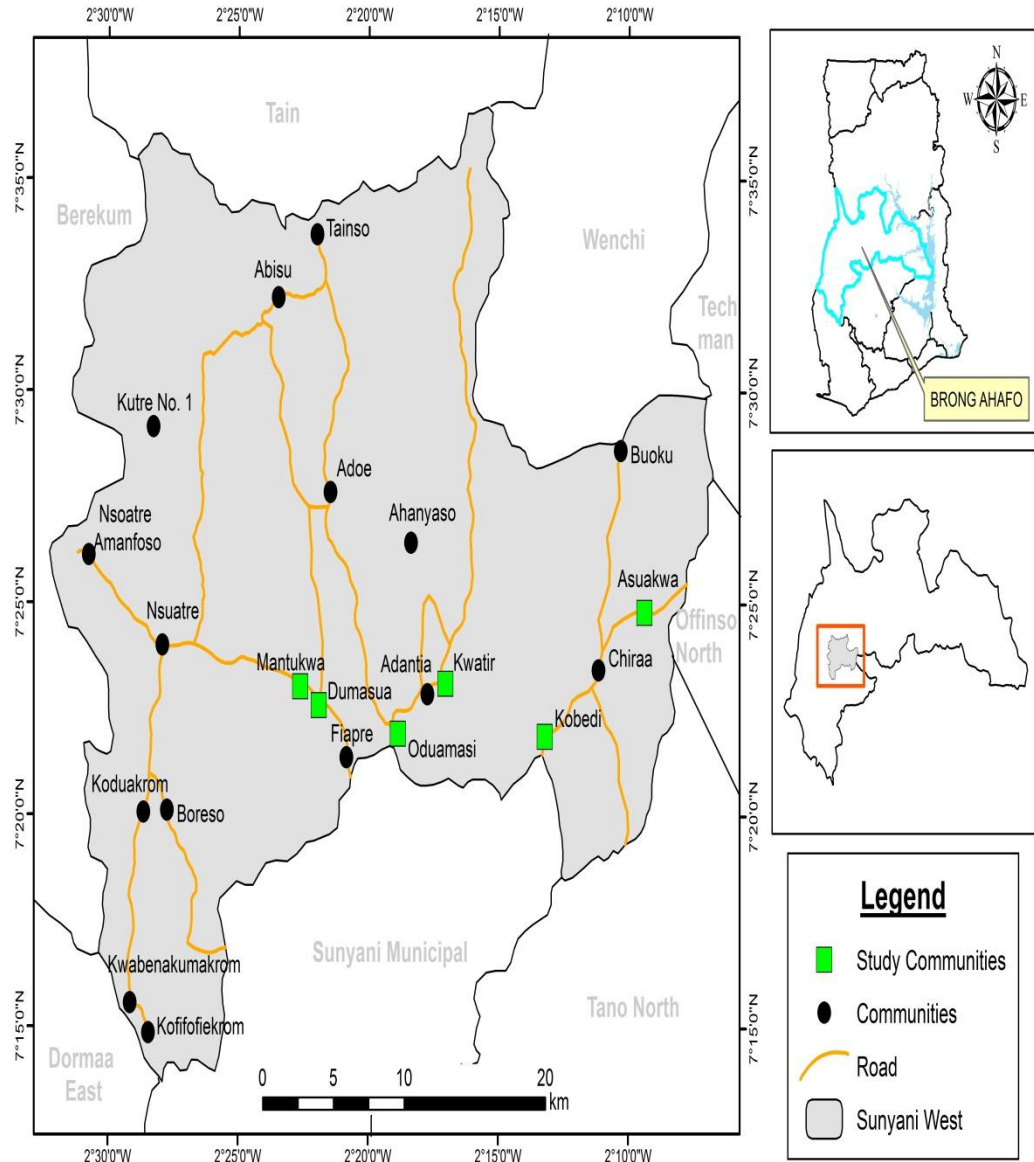 2°30'0"W
2°25'0"W
2°20'0"W
2°15'0"W
2°10'0"W
7°35'0"N
7°30'0"N
7°25'0"N
7°20'0"N
7°15'0"N
Tain
Berekum
Wenchi
Tech
man
Tainso
Abisu
Kutre No. 1
Adoe
Buoku
Ahanyaso
Nsoatre
Amanfoso
Asuakwa
Offinso
North
Nsuatre
Mantukwa
Dumasua
Adantia
Kwatir
Chiraa
Fiapre
Oduamasi
Kobedi
Koduakrom
Boreso
Sunyani Municipal
Kwabenakumakrom
Kofifofiekrom
Tano North
Dormaa
East
0 5 10 20
km
7°35'0"N
7°30'0"N
7°25'0"N
7°20'0"N
7°15'0"N
2°30'0"W
2°25'0"W
2°20'0"W
2°15'0"W
2°10'0"W
N
W
E
S
BRONG AHAFO
Legend
Study Communities
Communities
Road
Sunyani West